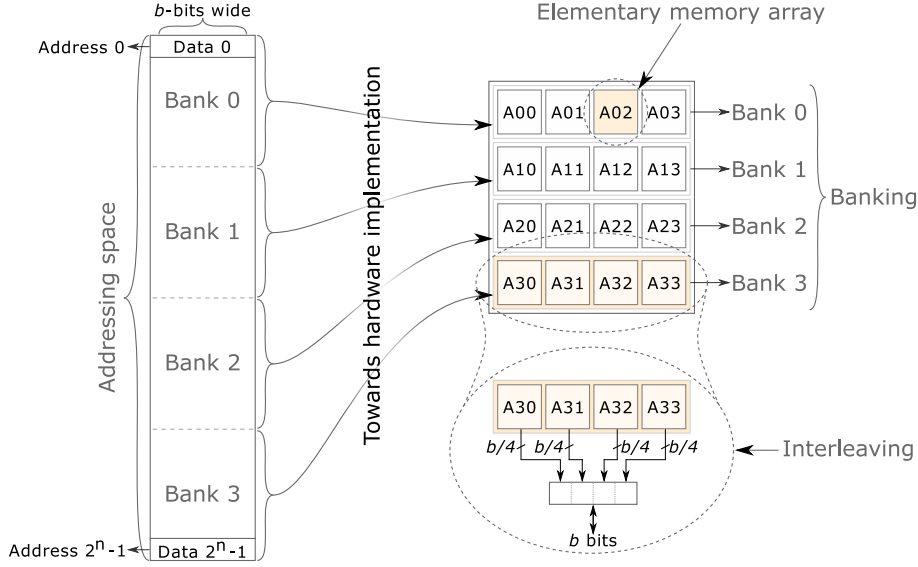 b-bits wide
Address 0
Data 0
Bank 0
Bank 1
Bank 2
Bank 3
Address 2ⁿ-1
Data 2ⁿ-1
Addressing space
Towards hardware implementation
Elementary memory array
A00 A01 A02 A03
Bank 0
A10 A11 A12 A13
Bank 1
A20 A21 A22 A23
Bank 2
A30 A31 A32 A33
Bank 3
Banking
A30 A31 A32 A33
b/4 b/4 b/4 b/4
Interleaving
b bits